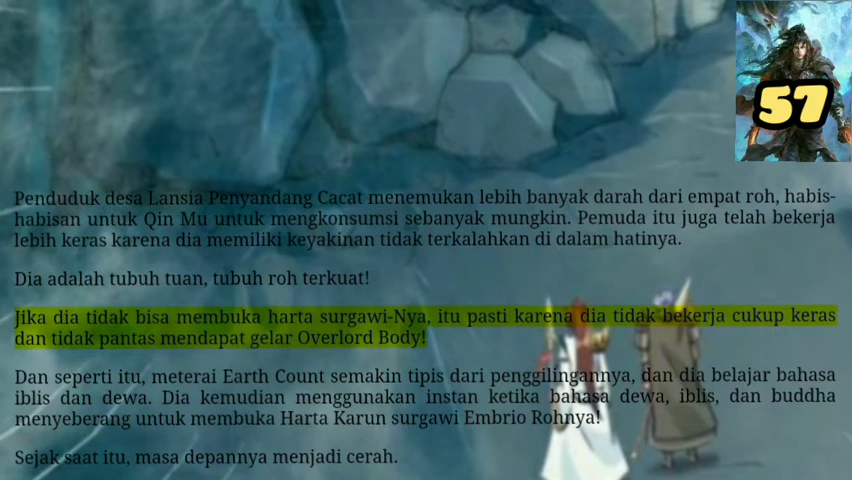 57
Penduduk desa Lansia Penyandang Cacat menemukan lebih banyak darah dari empat roh, habis-
habisan untuk Qin Mu untuk mengkonsumsi sebanyak mungkin. Pemuda itu juga telah bekerja
lebih keras karena dia memiliki keyakinan tidak terkalahkan di dalam hatinya.
Dia adalah tubuh tuan, tubuh roh terkuat!
Jika dia tidak bisa membuka harta surgawi-Nya, itu pasti karena dia tidak bekerja cukup keras
dan tidak pantas mendapat gelar Overlord Body!
Dan seperti itu, meterai Earth Count semakin tipis dari penggilingannya, dan dia belajar bahasa
iblis dan dewa. Dia kemudian menggunakan instan ketika bahasa dewa, iblis, dan buddha
menyeberang untuk membuka Harta Karun surgawi Embrio Rohnya!
Sejak saat itu, masa depannya menjadi cerah.